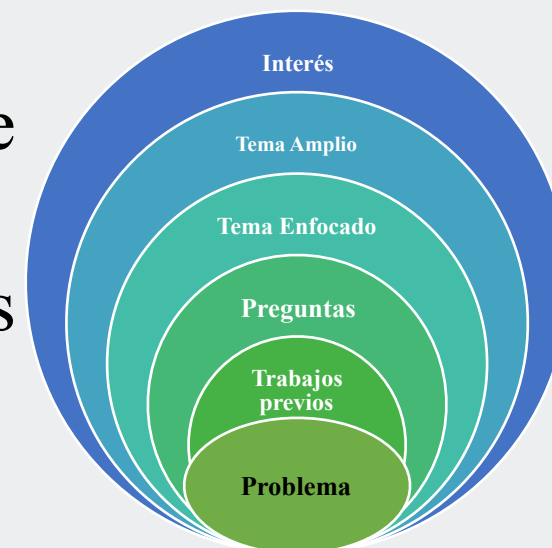 Interés
Tema Amplio
e
Tema Enfocado
s
Preguntas
Trabajos
previos
Problema